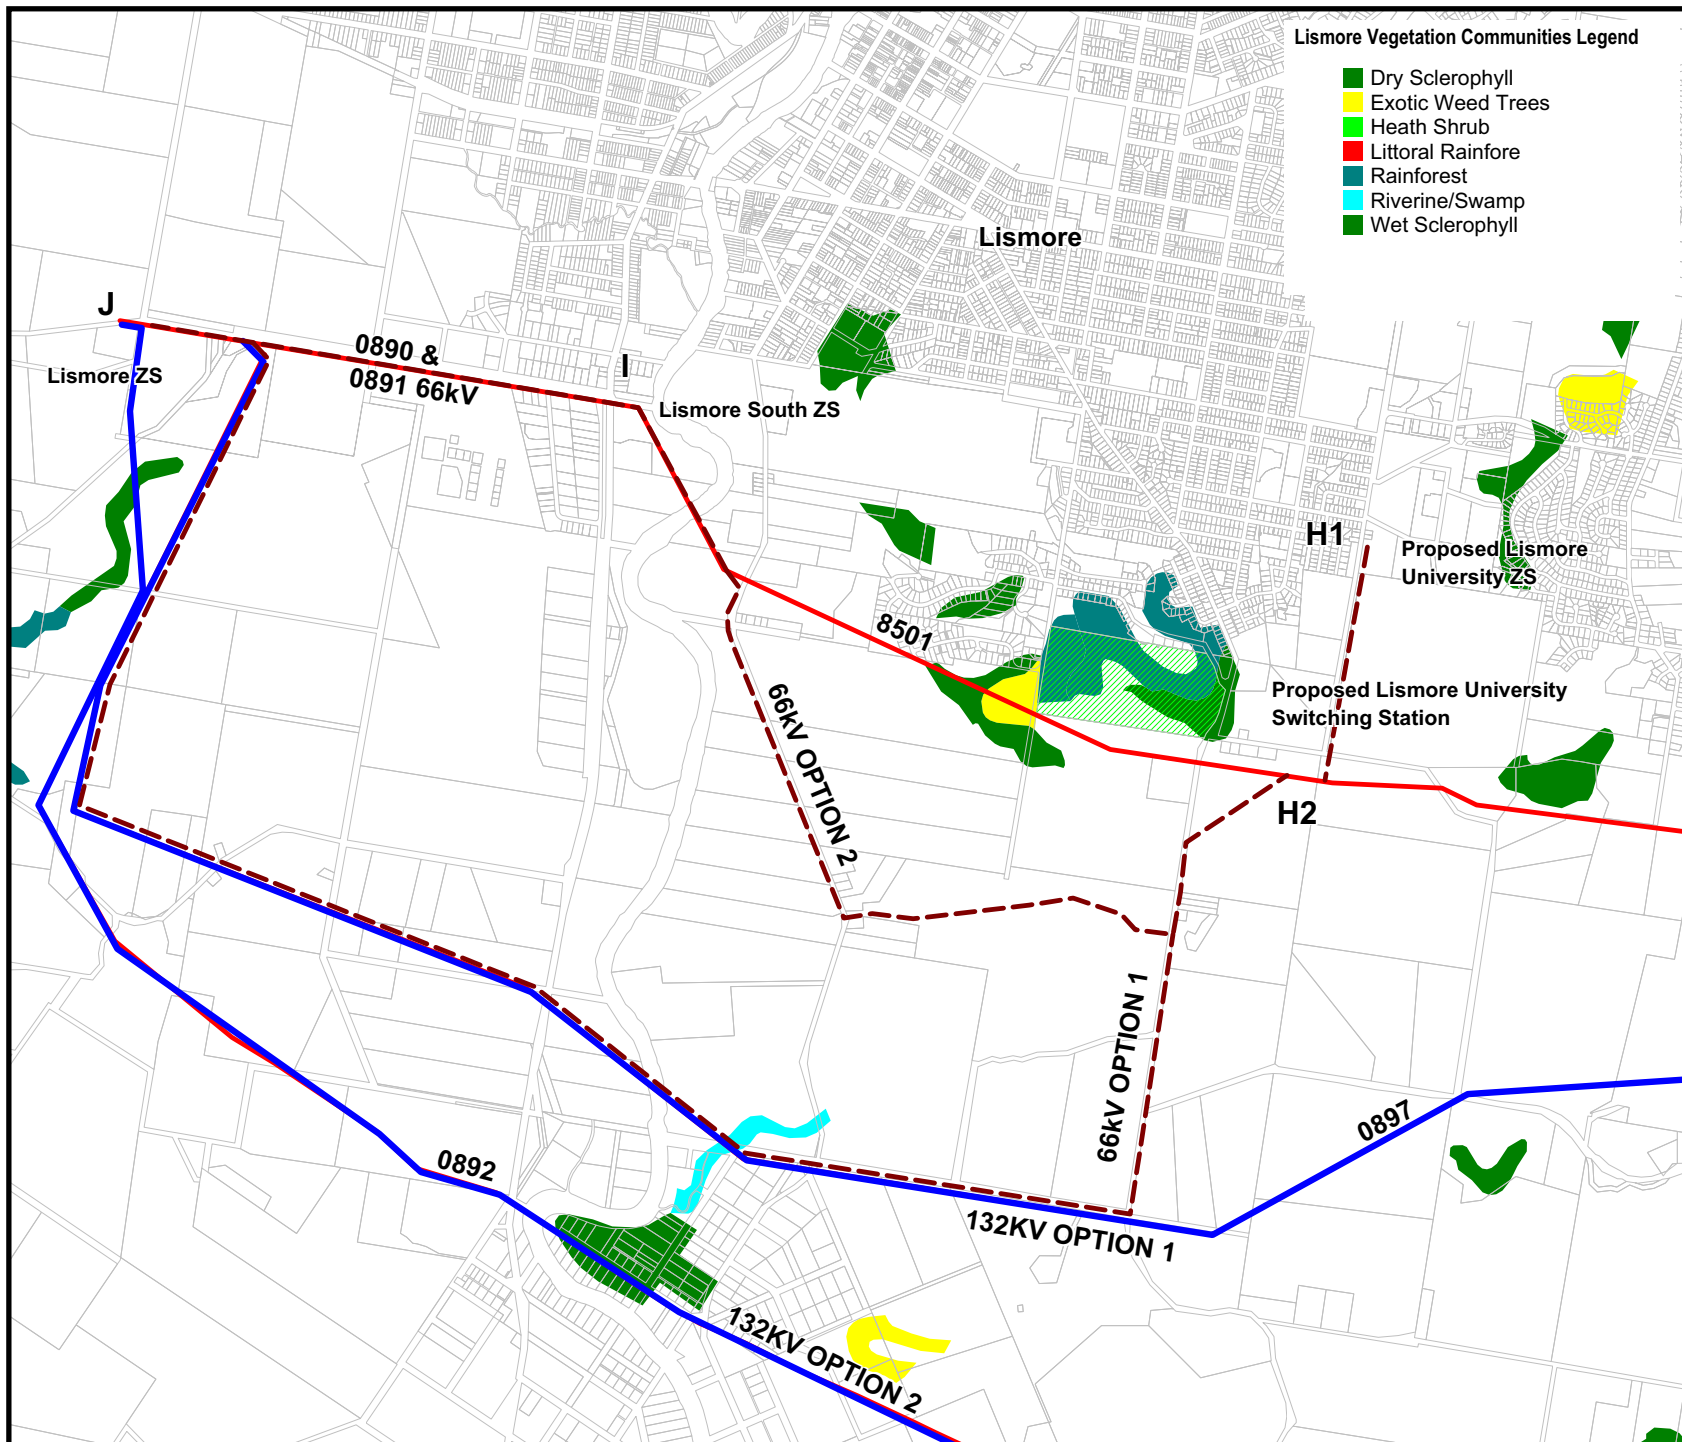 Lismore Vegetation Communities Legend
Dry Sclerophyll
Exotic Weed Trees
Heath Shrub
Littoral Rainfore
Rainforest
Riverine/Swamp
Wet Sclerophyll
Lismore
J
0890 &
0891 66kV
I
Lismore ZS
Lismore South ZS
H1
Proposed Lismore
University ZS
8501
Proposed Lismore University
Switching Station
66kV OPTION 2
H2
66kV OPTION 1
0897
0892
132KV OPTION 1
132KV OPTION 2